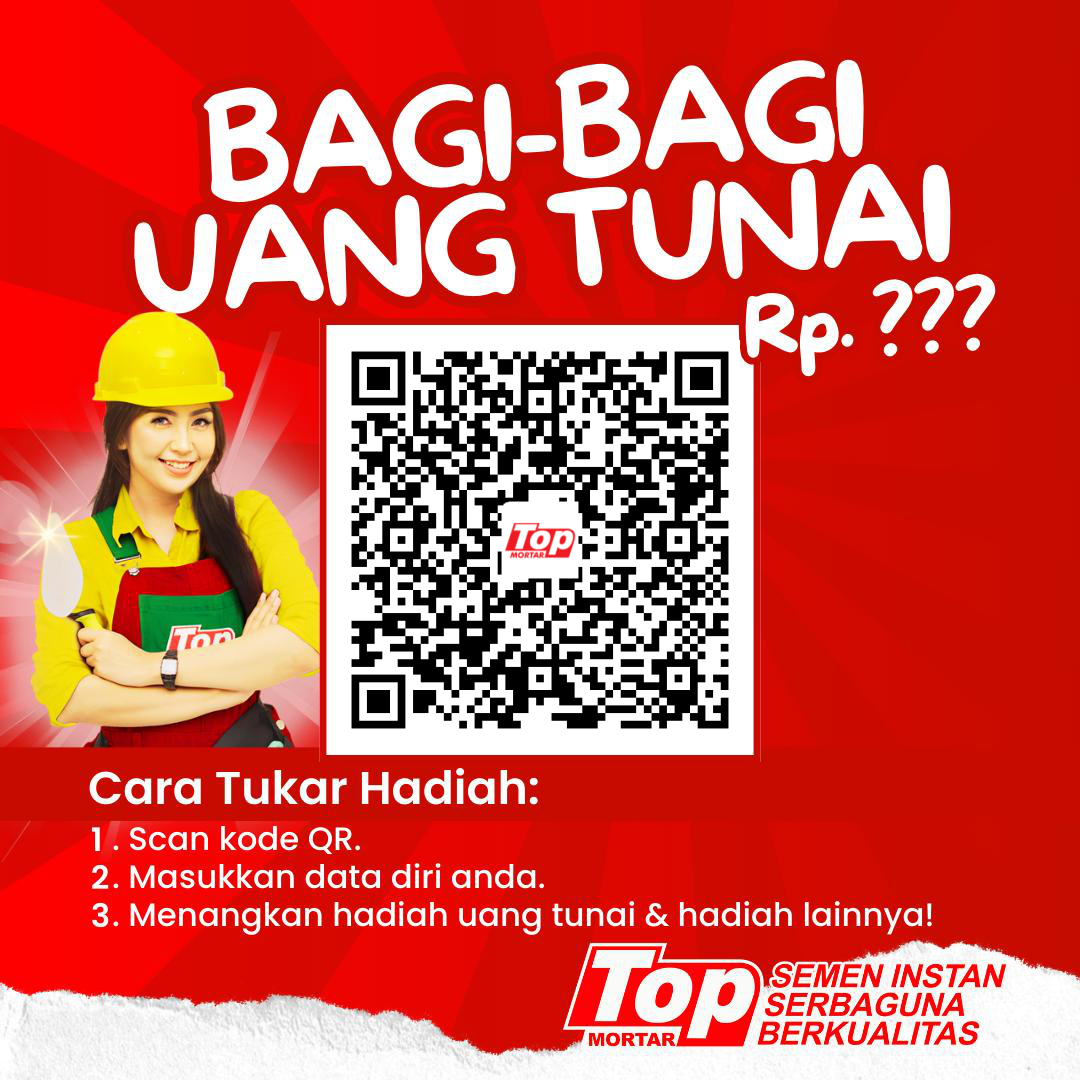 BAGI-BAGI
UANG TUNAI
Rp. ???
Top
MORTAR
Top
Cara Tukar Hadiah:
1. Scan kode QR.
2. Masukkan data diri anda.
3. Menangkan hadiah uang tunai & hadiah lainnya!
Top
MORTAR
SEMEN INSTAN
SERBAGUNA
BERKUALITAS